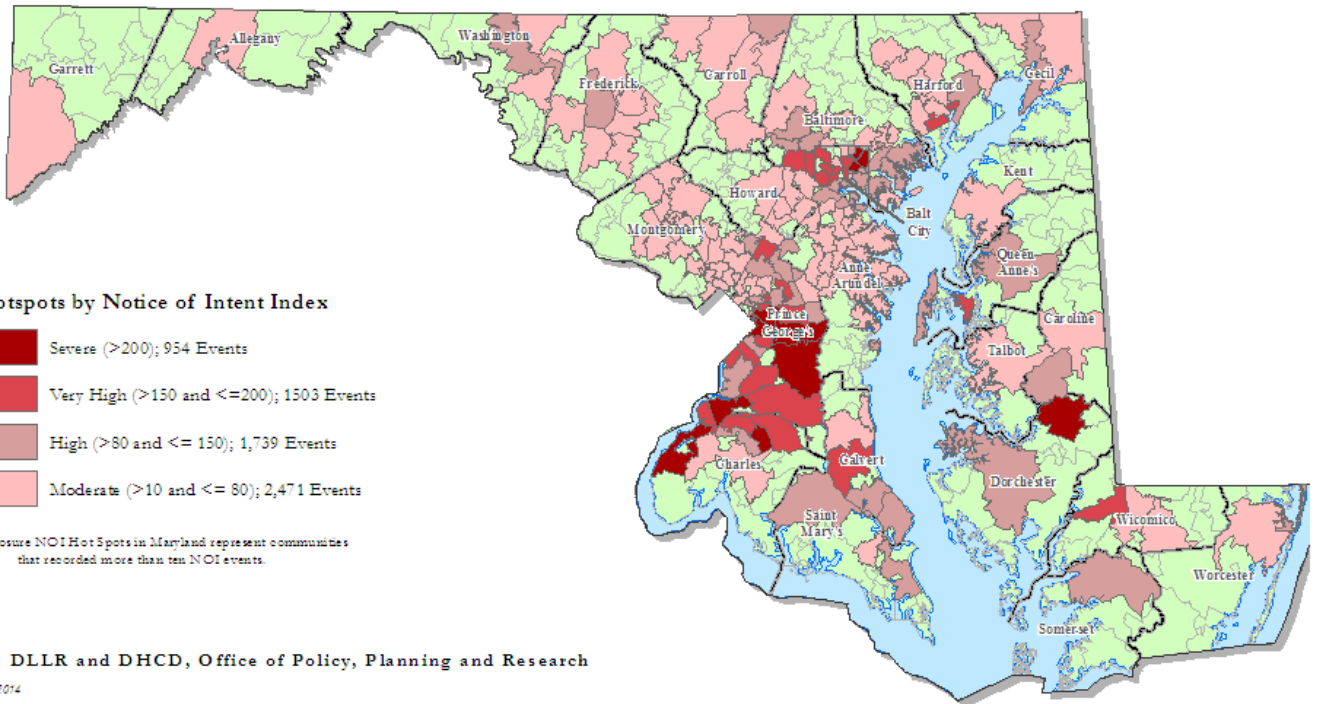 Garrett
Allegany
Washington
Frederick
Carroll
Baltimore
Harford
Cecil
Howard
Kent
Montgomery
Balt
City
Anne
Arundel
Queen
Anne's
Prince
George's
Caroline
Talbot
Charles
Calvert
Dorchester
Saint
Mary's
Wicomico
Worcester
Somerset
otspots by Notice of Intent Index
Severe (>200); 954 Events
Very High (>150 and <=200); 1503 Events
High (>80 and <= 150); 1,739 Events
Moderate (>10 and <= 80); 2,471 Events
osure NOI Hot Spots in Maryland represent communities
that recorded more than ten NOI events.
DLLR and DHCD, Office of Policy, Planning and Research
2014